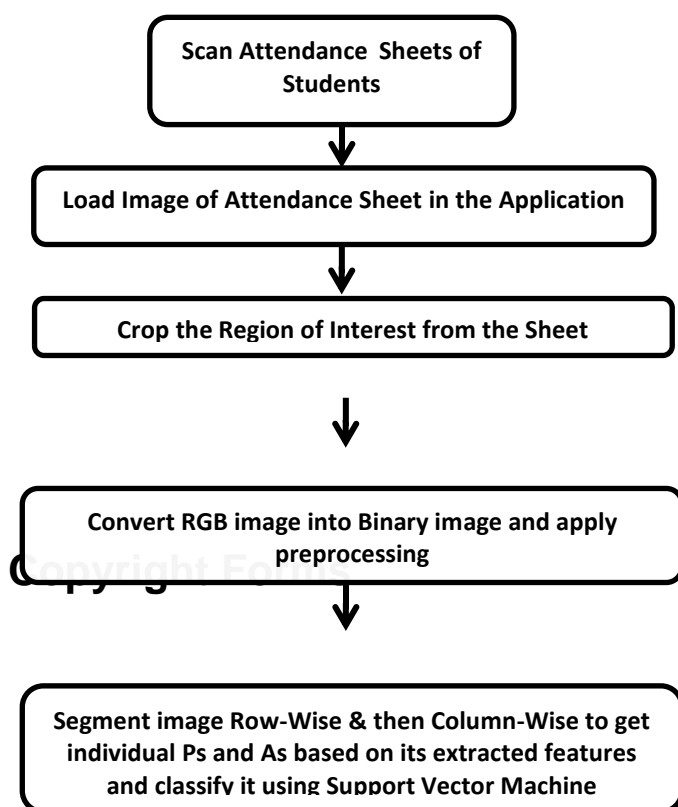 Scan Attendance Sheets of
Students
Load Image of Attendance Sheet in the Application
Crop the Region of Interest from the Sheet
Convert RGB image into Binary image and apply
preprocessing
Copyright Forms
Segment image Row-Wise & then Column-Wise to get
individual Ps and As based on its extracted features
and classify it using Support Vector Machine